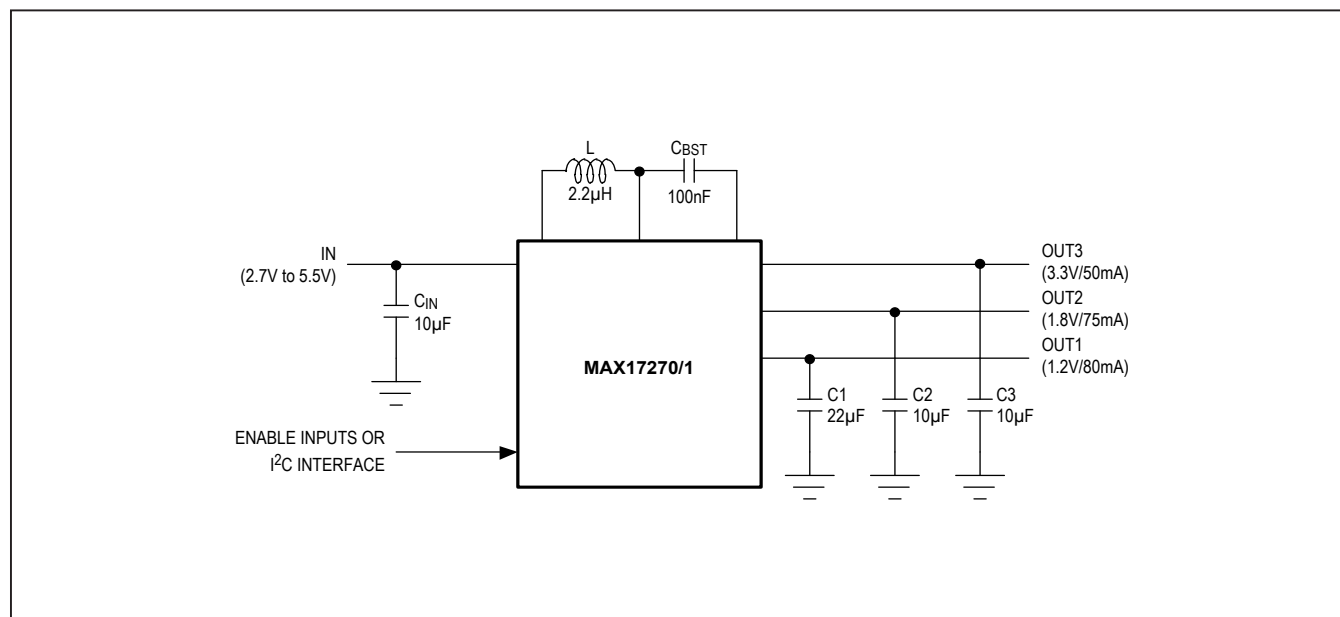 L
2.2µH
CBST
100nF
IN
(2.7V to 5.5V)
CIN
10µF
MAX17270/1
ENABLE INPUTS OR
I²C INTERFACE
OUT3
(3.3V/50mA)
OUT2
(1.8V/75mA)
OUT1
(1.2V/80mA)
C1
22µF
C2
10µF
C3
10µF